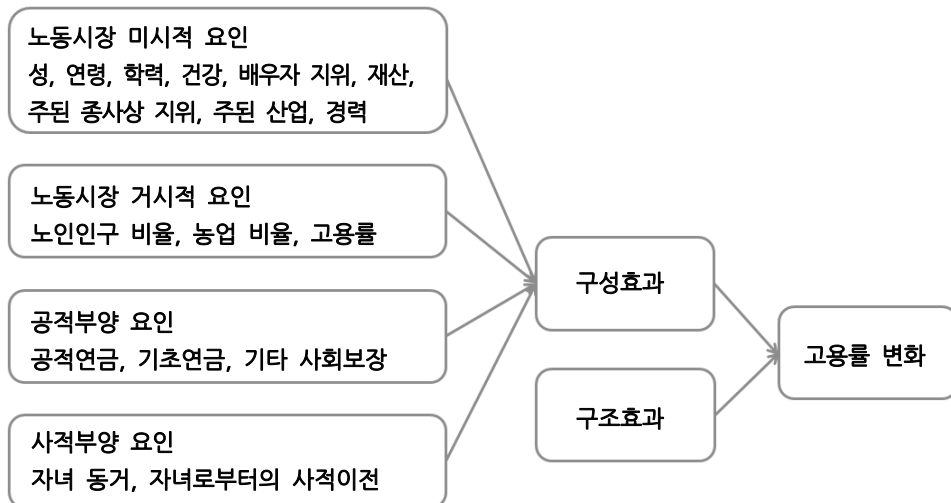 노동시장 미시적 요인
성, 연령, 학력, 건강, 배우자 지위, 재산,
주된 종사상 지위, 주된 산업, 경력
노동시장 거시적 요인
노인인구 비율, 농업 비율, 고용률
공적부양 요인
공적연금, 기초연금, 기타 사회보장
사적부양 요인
자녀 동거, 자녀로부터의 사적이전
구성효과
구조효과
고용률 변화